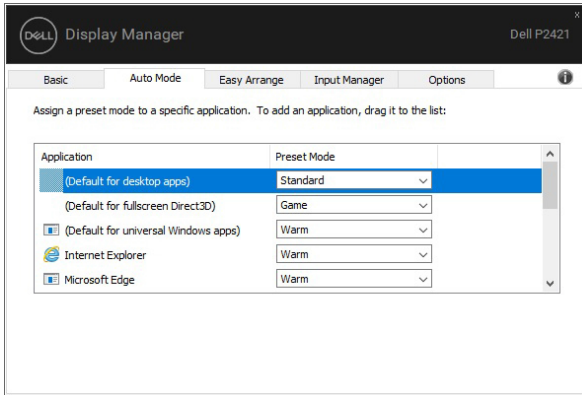 DELL Display Manager
Dell P2421
x
Basic Auto Mode Easy Arrange Input Manager Options
Assign a preset mode to a specific application. To add an application, drag it to the list:
Application Preset Mode
(Default for desktop apps) Standard
(Default for fullscreen Direct3D) Game
(Default for universal Windows apps) Warm
Internet Explorer Warm
Microsoft Edge Warm